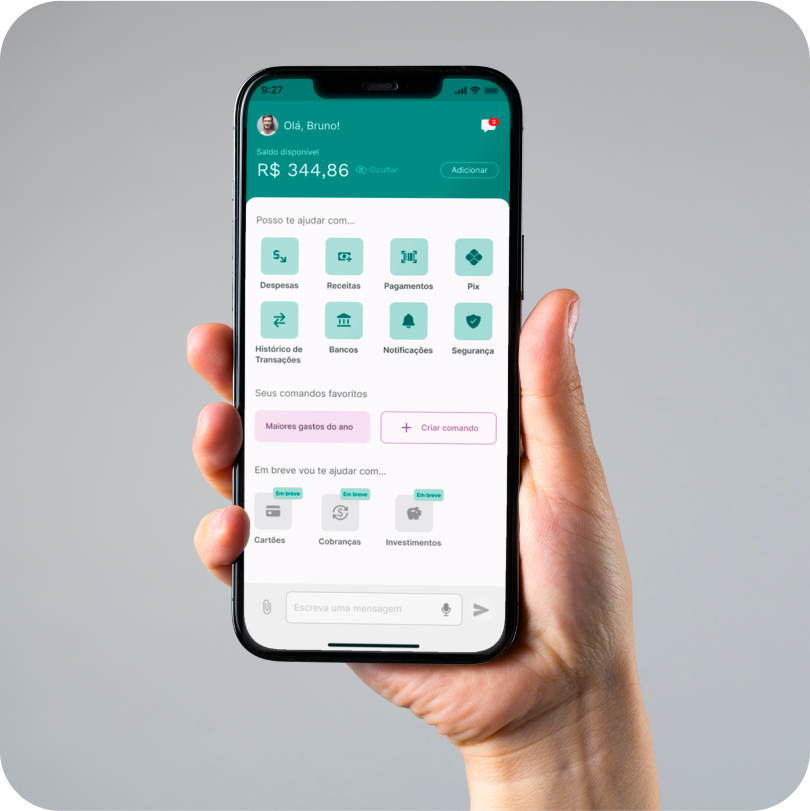 9:27
Olá, Bruno!
3
Saldo disponível
R$ 344,86 Ocultar
Adicionar
Posso te ajudar com...
Despesas Receitas Pagamentos Pix
Histórico de Transações Bancos Notificações Segurança
Seus comandos favoritos
Maiores gastos do ano
+ Criar comando
Em breve vou te ajudar com...
Em breve Em breve Em breve
Cartões Cobranças Investimentos
Escreva uma mensagem